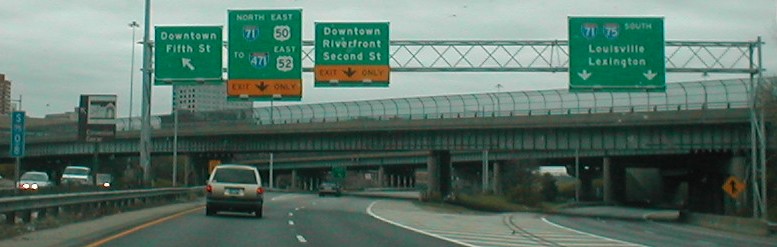 Downtown
Fifth St
NORTH EAST
71 50
TO 471 EAST
52
EXIT ONLY
Downtown
Riverfront
Second St
EXIT ONLY
71 75 SOUTH
Louisville
Lexington